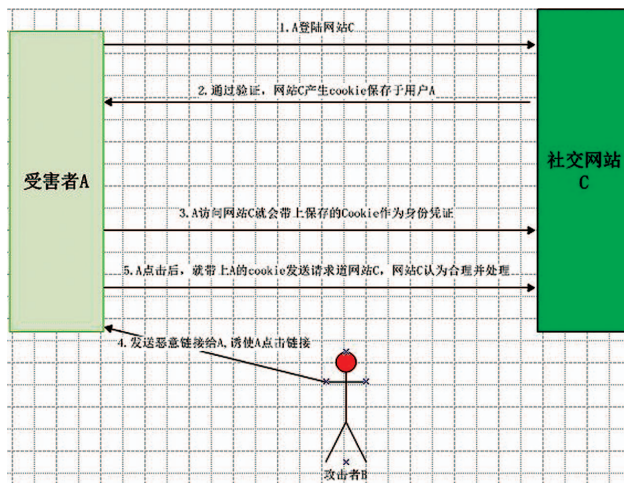 1.A登陆网站C
2.通过验证，网站C产生cookie保存于用户A
受害者A
社交网站
C
3.A访问网站C就会带上保存的Cookie作为身份凭证
5.A点击后，就带上A的cookie发送请求道网站C，网站C认为合理并处理
4.发送恶意链接给A,诱使A点击链接
攻击者B